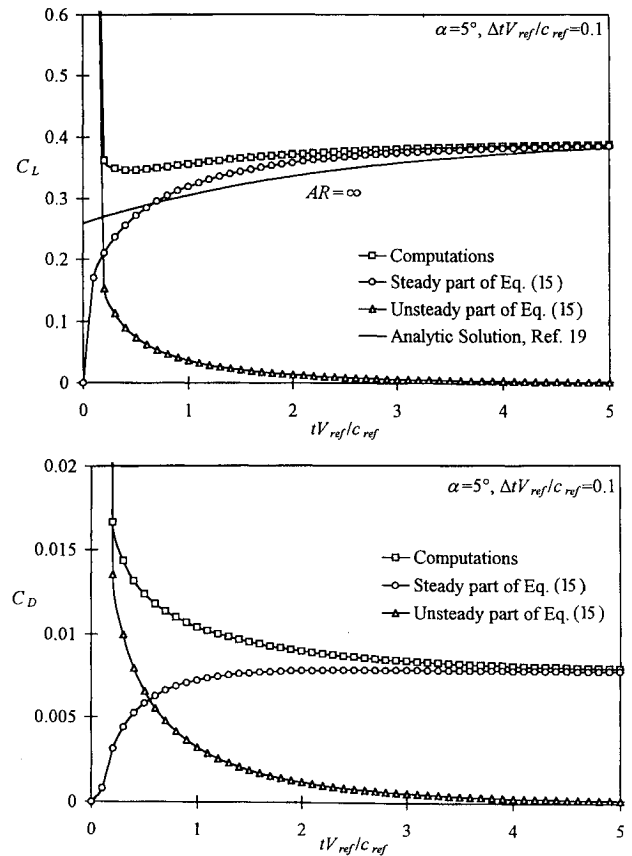 0.6
α=5°, ΔtV_ref/c_ref=0.1
0.5
0.4
C_L
0.3
AR=∞
0.2
Computations
Steady part of Eq. (15)
0.1
Unsteady part of Eq. (15)
Analytic Solution, Ref. 19
0
0 1 2 3 4 5
tV_ref/c_ref
0.02
α=5°, ΔtV_ref/c_ref=0.1
0.015
Computations
C_D
Steady part of Eq. (15)
0.01
Unsteady part of Eq. (15)
0.005
0
0 1 2 3 4 5
tV_ref/c_ref